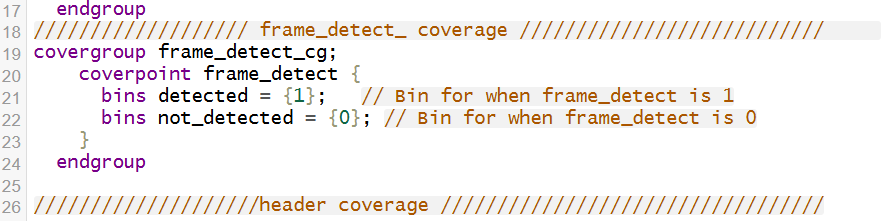 17   endgroup
18 /////////////////// frame_detect_ coverage ///////////////////////////
19 covergroup frame_detect_cg;
20     coverpoint frame_detect {
21       bins detected = {1};   // Bin for when frame_detect is 1
22       bins not_detected = {0}; // Bin for when frame_detect is 0
23     }
24   endgroup
25
26 ////////////////////header coverage //////////////////////////////////